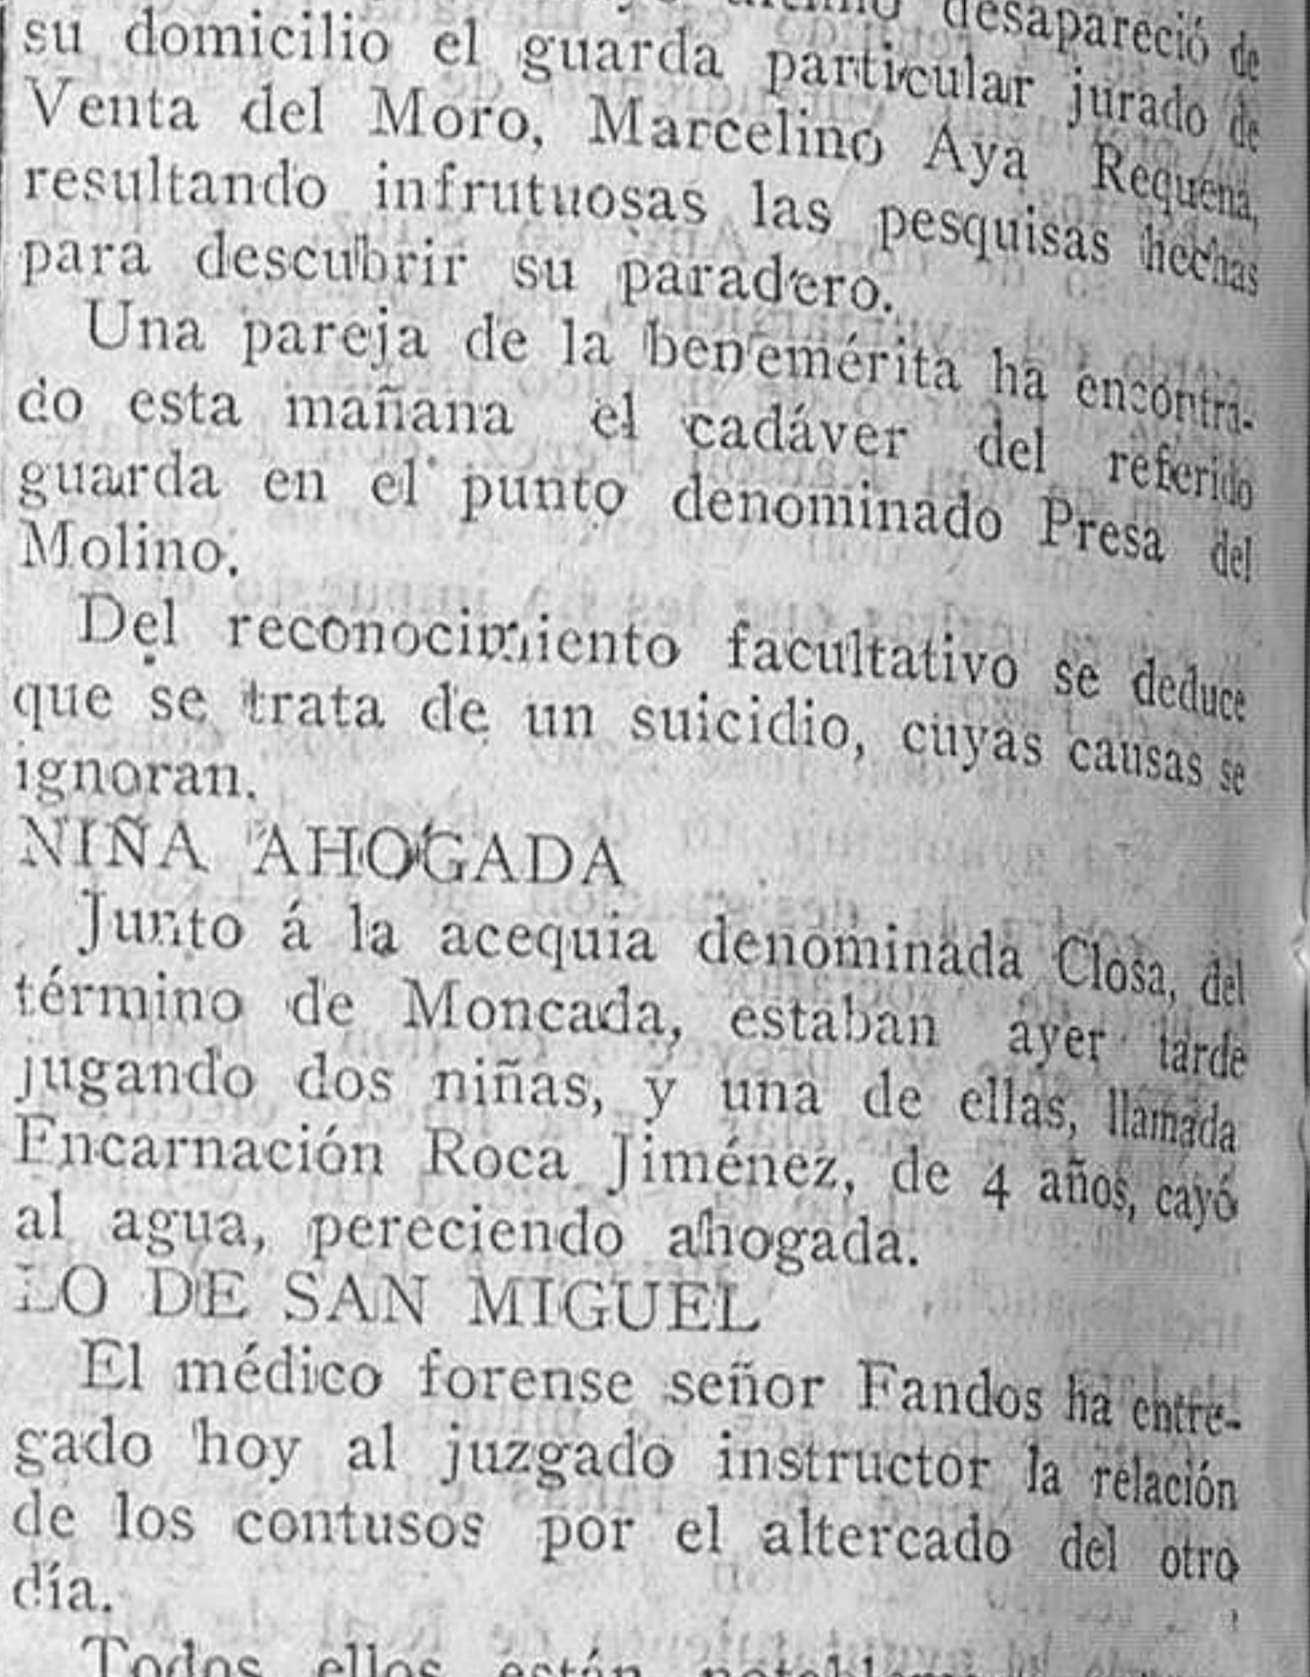 desapareció de
su domicilio el guarda particular jurado de
Venta del Moro, Marcelino Aya Requena,
resultando infrutuosas las pesquisas hechas
para descubrir su paradero.
Una pareja de la benemérita ha encontra-
do esta mañana el cadáver del referido
guarda en el punto denominado Presa del
Molino.
Del reconocimiento facultativo se deduce
que se trata de un suicidio, cuyas causas se
ignoran.
NIÑA AHOGADA
Junto á la acequia denominada Closa, del
término de Moncada, estaban ayer tarde
jugando dos niñas, y una de ellas, llamada
Encarnación Roca Jiménez, de 4 años, cayó
al agua, pereciendo ahogada.
LO DE SAN MIGUEL
El médico forense señor Fandos ha entre-
gado hoy al juzgado instructor la relación
de los contusos por el altercado del otro
día.
Todos ellos están